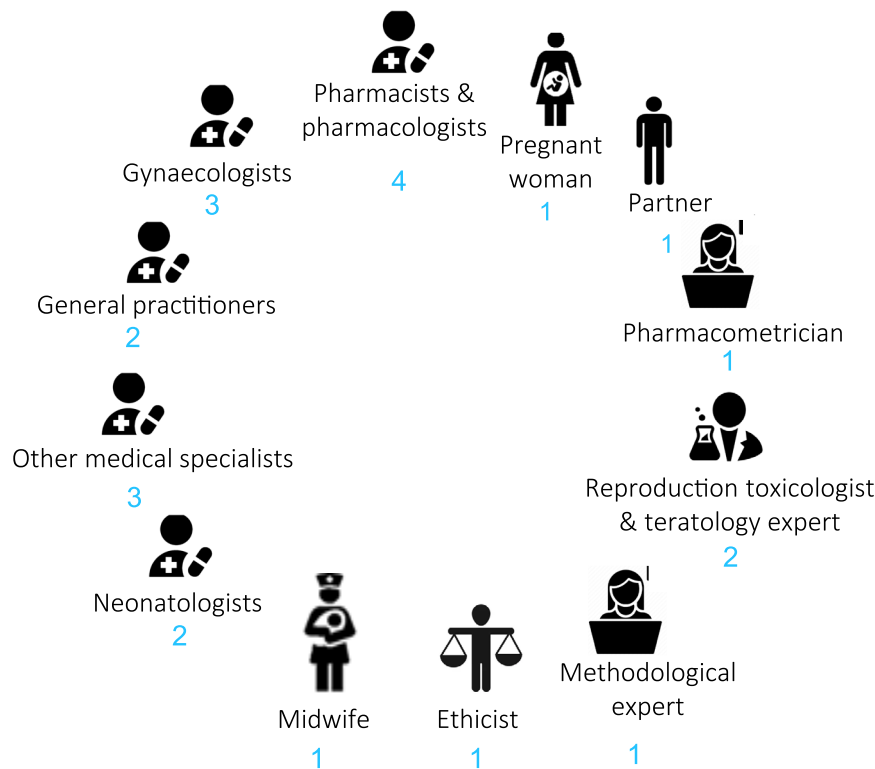 Pharmacists &
pharmacologists
4
Pregnant
woman
1
Partner
1
Pharmacometrician
1
Reproduction toxicologist
& teratology expert
2
Methodological
expert
1
Ethicist
1
Midwife
1
Neonatologists
2
Other medical specialists
3
General practitioners
2
Gynaecologists
3